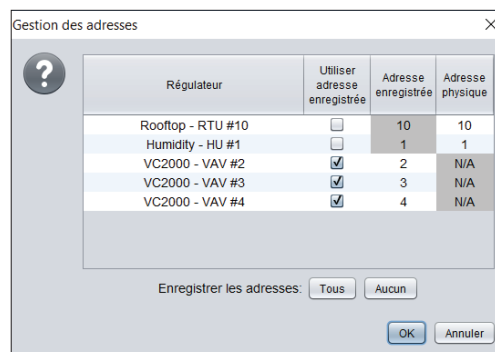 Gestion des adresses
Régulateur
Utiliser adresse enregistrée
Adresse enregistrée
Adresse physique
Rooftop - RTU #10 10 10
Humidity - HU #1 1 1
VC2000 - VAV #2 2 N/A
VC2000 - VAV #3 3 N/A
VC2000 - VAV #4 4 N/A
Enregistrer les adresses: Tous Aucun
OK Annuler